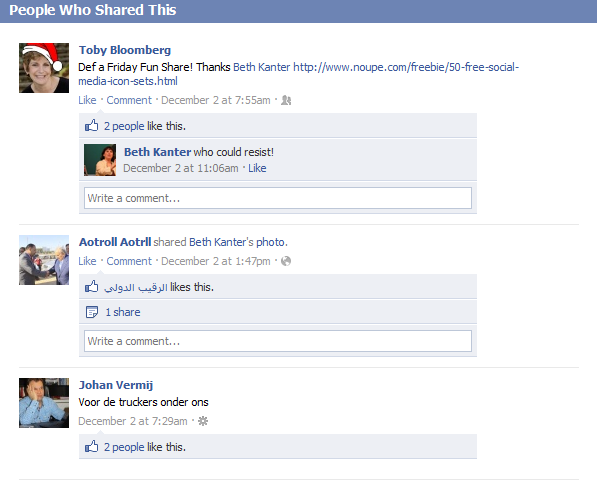 People Who Shared This
Toby Bloomberg
Def a Friday Fun Share! Thanks Beth Kanter http://www.noupe.com/freebie/50-free-social-
media-icon-sets.html
Like · Comment · December 2 at 7:55am ·
2 people like this.
Beth Kanter who could resist!
December 2 at 11:06am · Like
Write a comment...
Aotroll Aotrll shared Beth Kanter's photo.
Like · Comment · December 2 at 1:47pm ·
الرقيب الدولي likes this.
1 share
Write a comment...
Johan Vermij
Voor de truckers onder ons
December 2 at 7:29am ·
2 people like this.